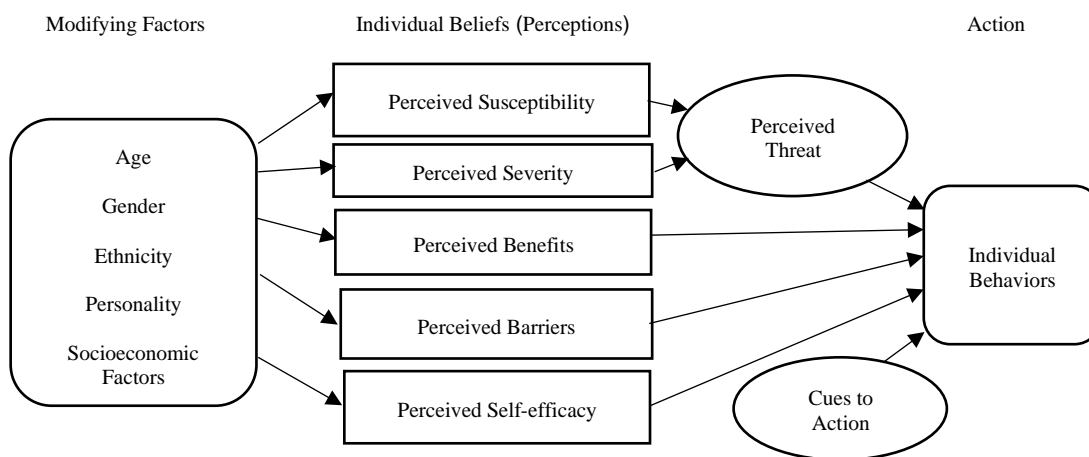 Modifying Factors
Individual Beliefs (Perceptions)
Action
Age
Gender
Ethnicity
Personality
Socioeconomic
Factors
Perceived Susceptibility
Perceived Severity
Perceived Benefits
Perceived Barriers
Perceived Self-efficacy
Perceived
Threat
Cues to
Action
Individual
Behaviors